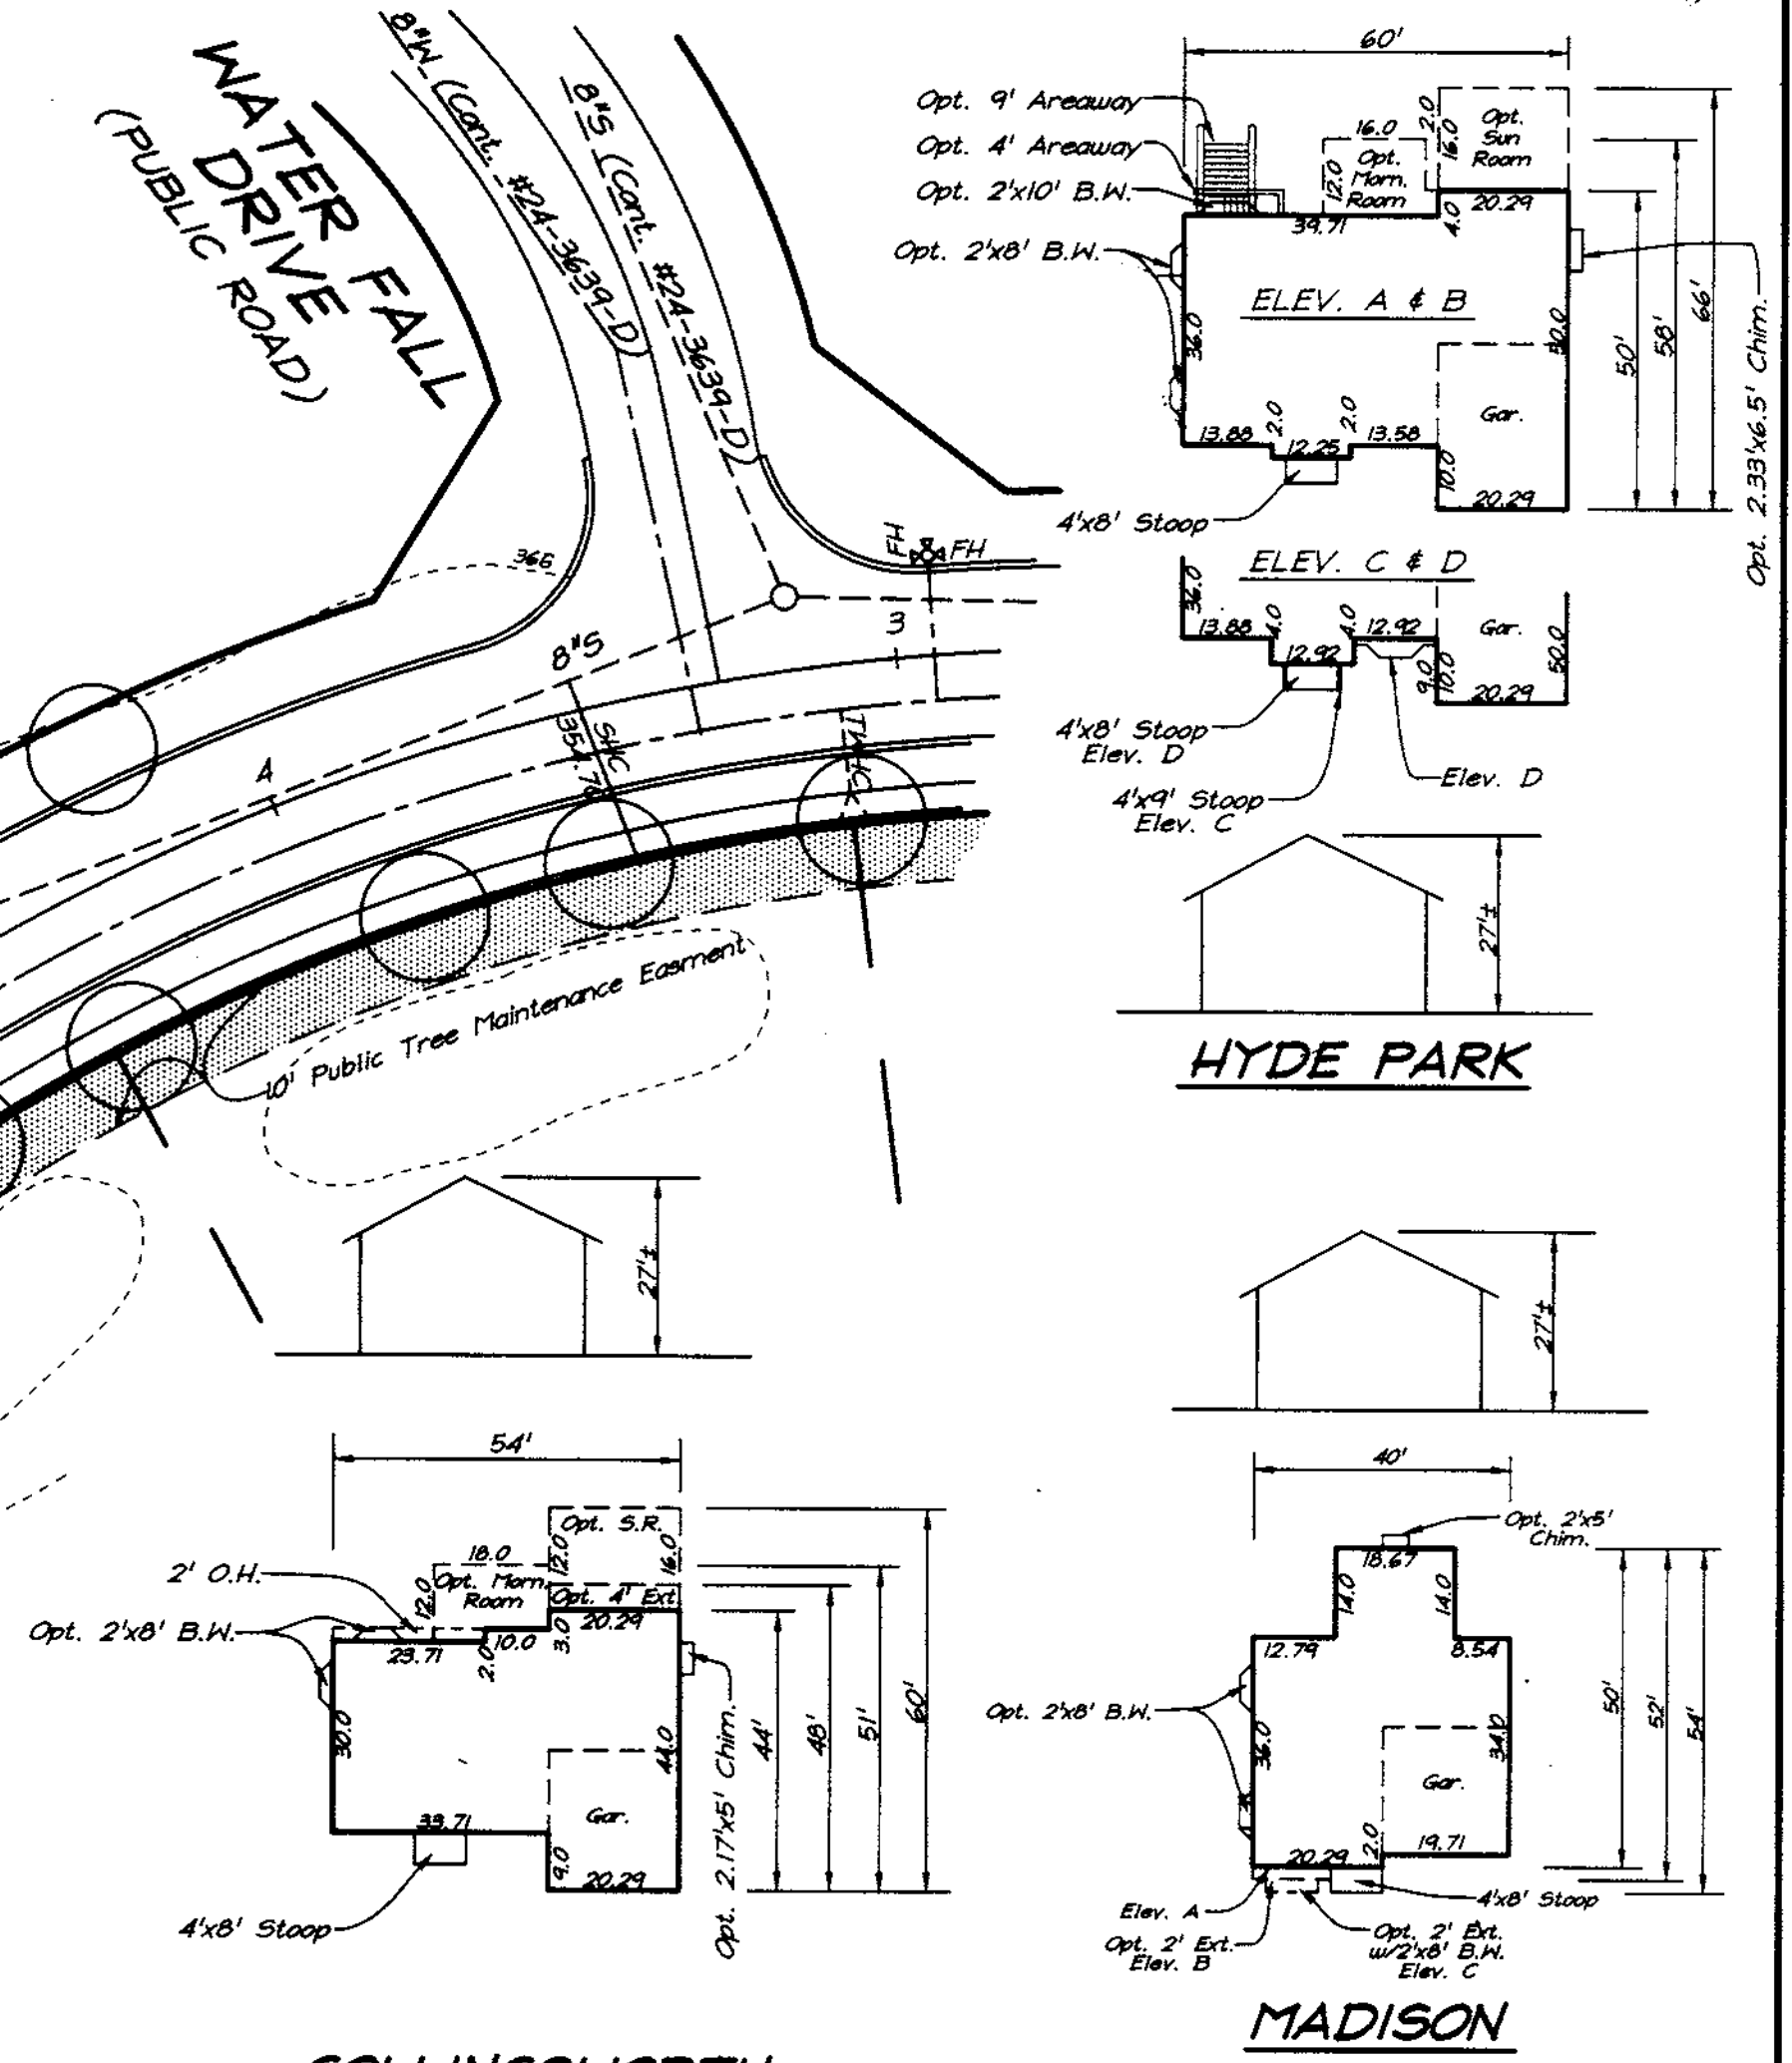 WATER FALL
DRIVE
(PUBLIC ROAD)
8"W (Cont. #24-3639-D)
8"S (Cont. #24-3639-D)
366
8"S
A
3
FH
FH
SHC
TMHC
10' Public Tree Maintenance Easment
60'
Opt. 9' Areaway
Opt. 4' Areaway
Opt. 2'x10' B.W.
Opt. 2'x8' B.W.
16.0
Opt.
Morn.
Room
12.0
2.0
16.0
Opt.
Sun
Room
20.29
39.71
4.0
ELEV. A & B
36.0
50.0
50'
58'
66'
Opt. 2.33'x6.5' Chim.
Gar.
13.88
2.0
12.25
2.0
13.58
10.0
20.29
4'x8' Stoop
ELEV. C & D
36.0
13.88
4.0
12.92
4.0
12.92
9.0
10.0
Gar.
20.29
50.0
4'x8' Stoop
Elev. D
Elev. D
4'x9' Stoop
Elev. C
27'±
HYDE PARK
27'±
54'
2' O.H.
Opt. 2'x8' B.W.
18.0
12.0
Opt. Morn.
Room
Opt. S.R.
12.0
16.0
Opt. 4' Ext
20.29
23.71
2.0
10.0
3.0
30.0
44.0
33.71
Gar.
9.0
20.29
4'x8' Stoop
Opt. 2.17'x5' Chim.
44'
48'
51'
60'
27'±
40'
Opt. 2'x5'
Chim.
18.67
14.0
14.0
12.79
8.54
Opt. 2'x8' B.W.
36.0
34.0
Gar.
20.29
2.0
19.71
50'
52'
54'
Elev. A
Opt. 2' Ext.
Elev. B
4'x8' Stoop
Opt. 2' Ext.
w/2'x8' B.W.
Elev. C
MADISON